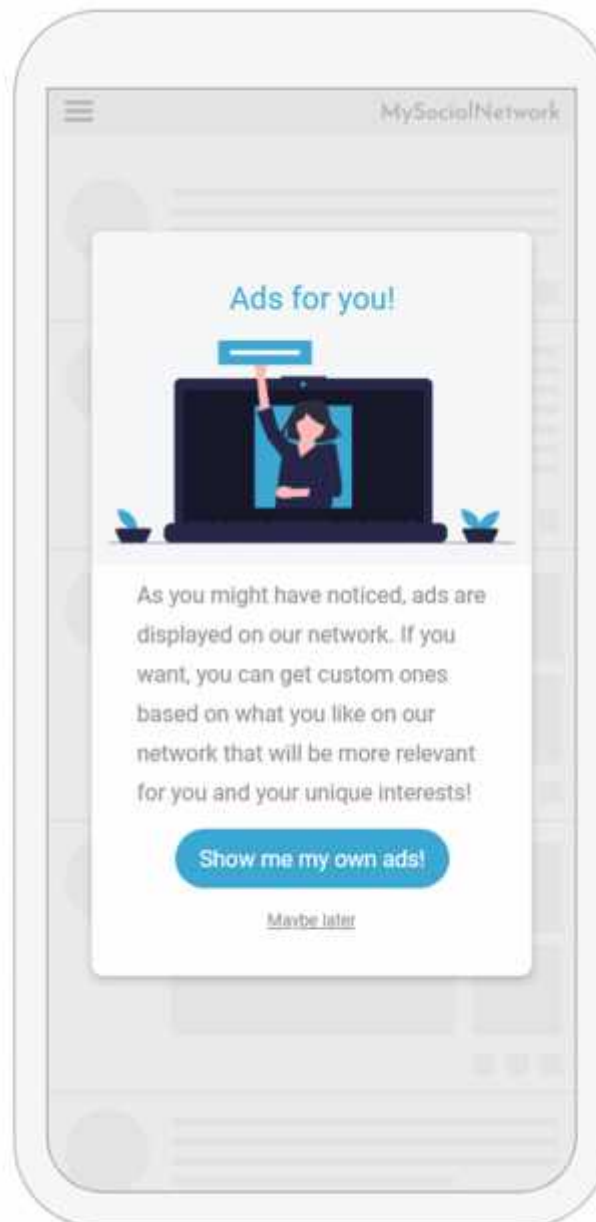 MySocialNetwork
Ads for you!
As you might have noticed, ads are
displayed on our network. If you
want, you can get custom ones
based on what you like on our
network that will be more relevant
for you and your unique interests!
Show me my own ads!
Maybe later